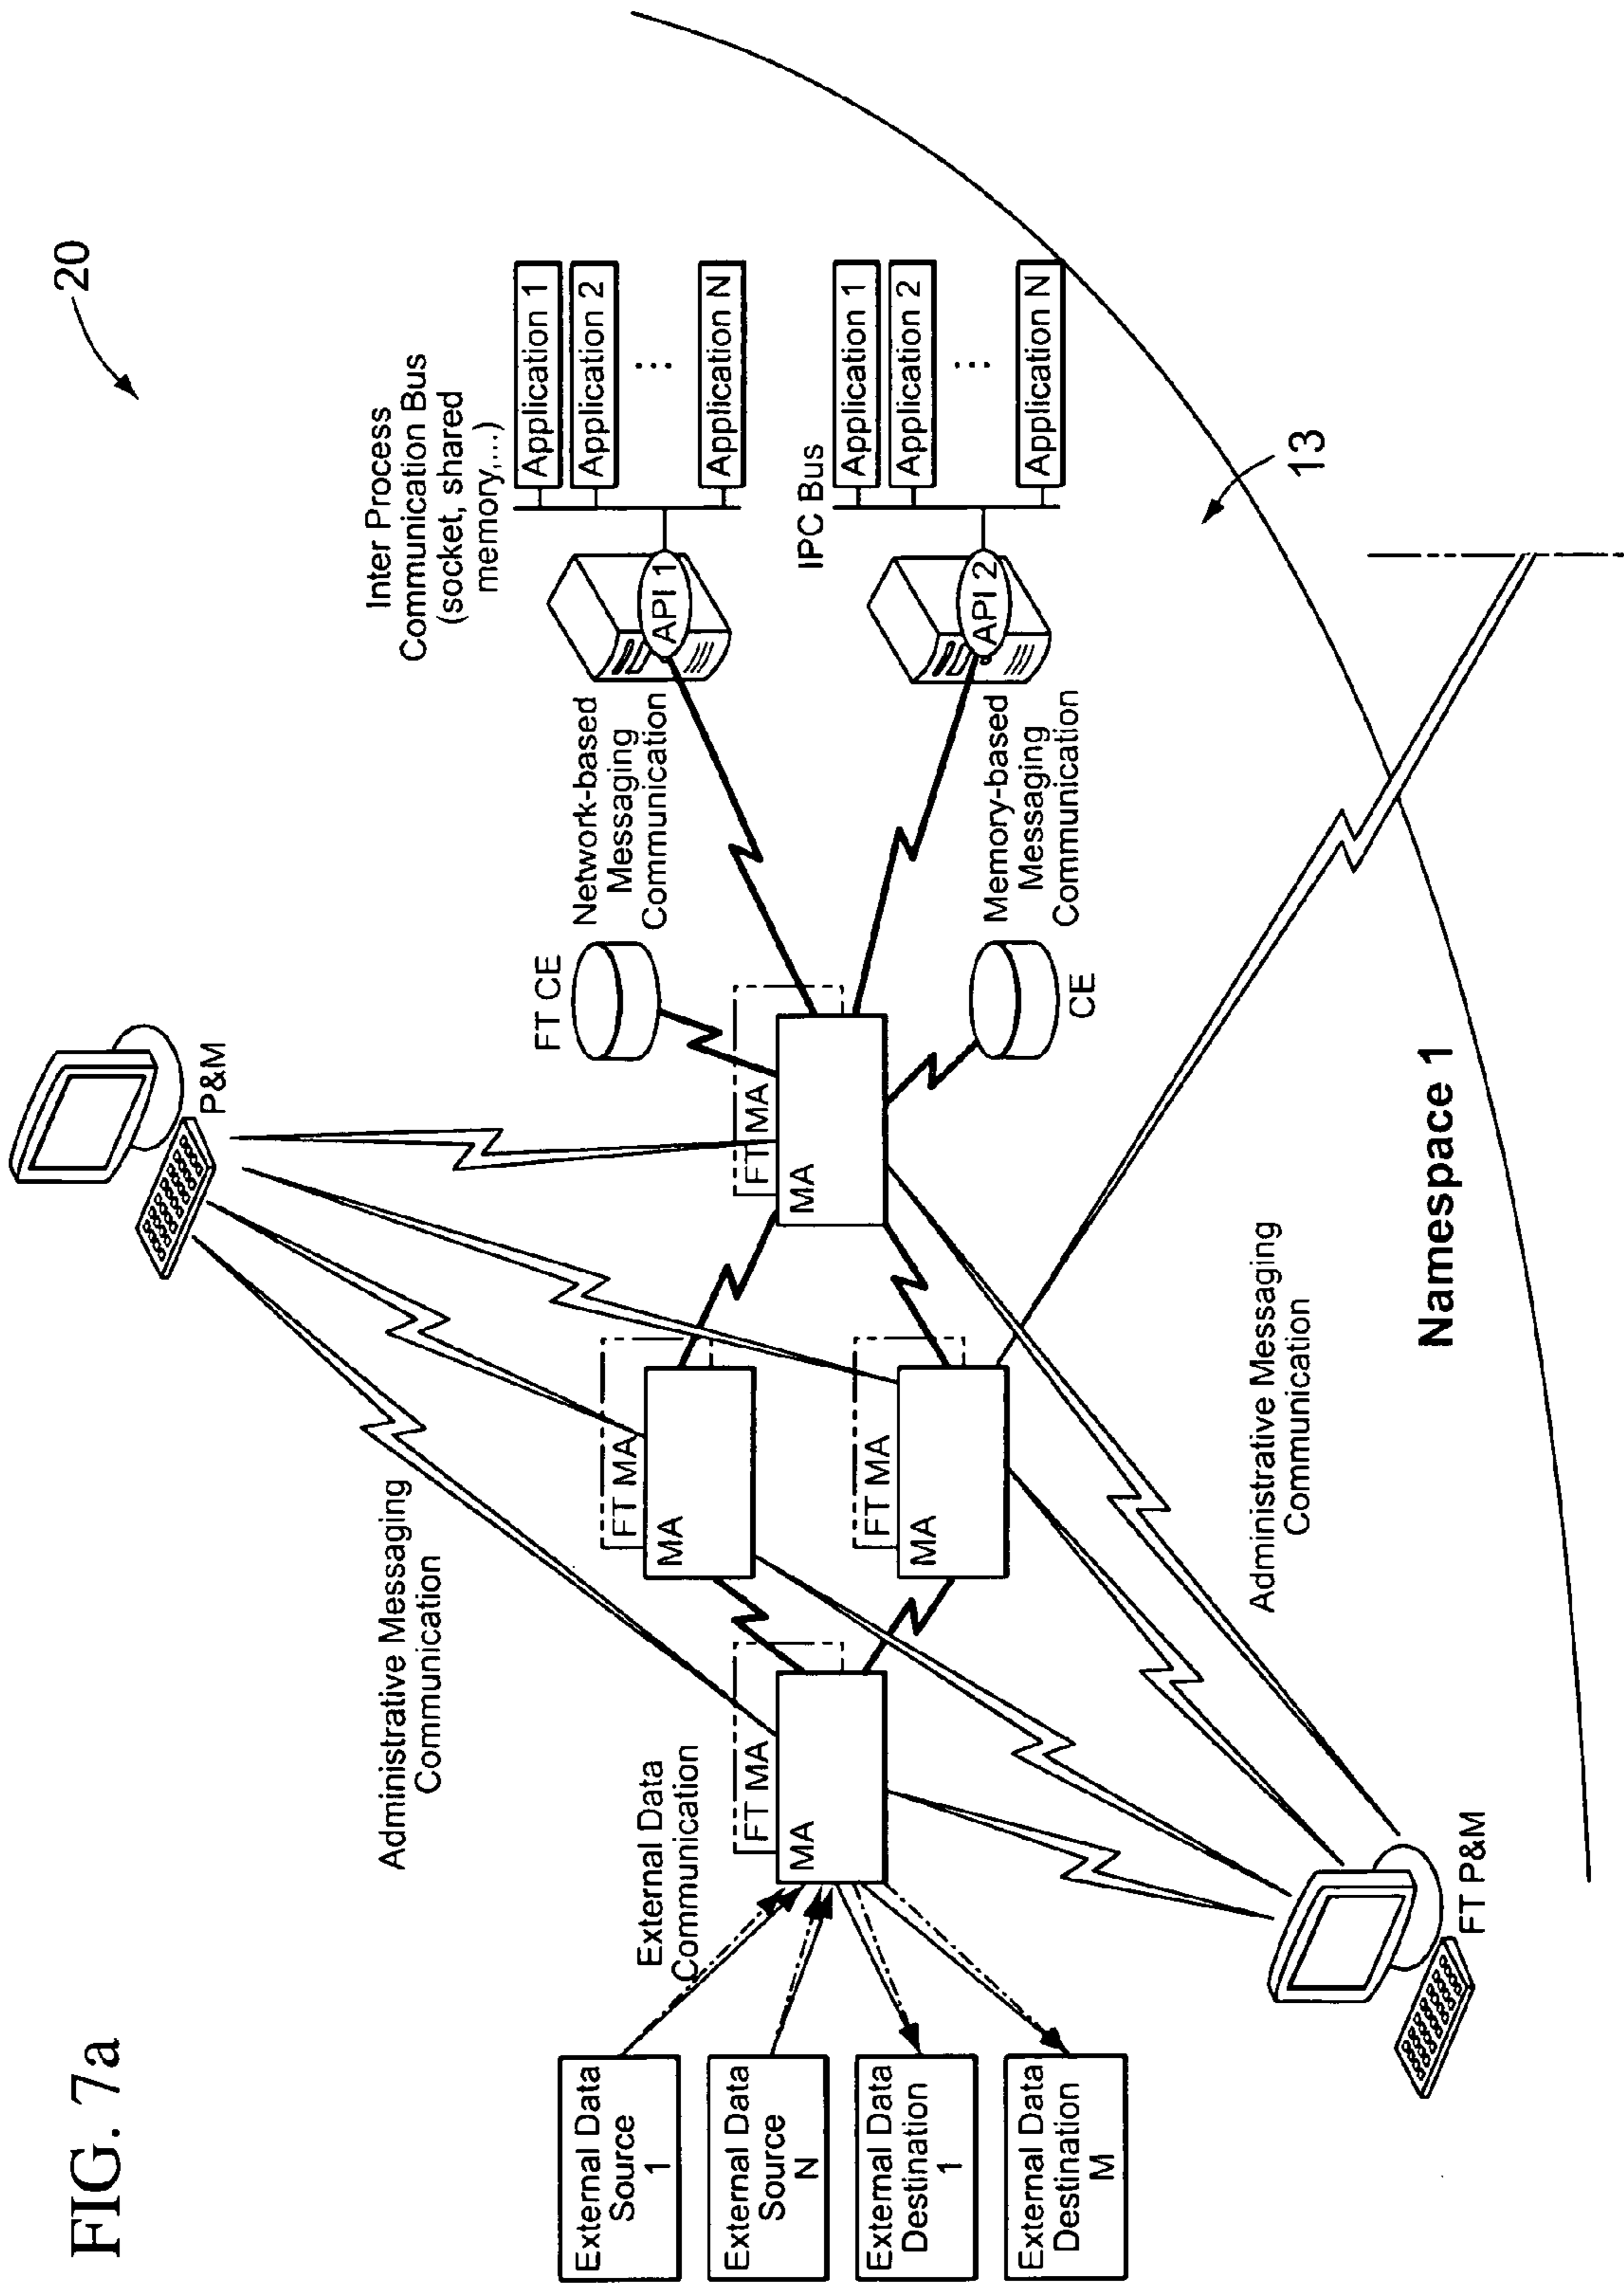 FIG. 7a
20
P&M
Administrative Messaging
Communication
Inter Process
Communication Bus
(socket, shared
memory,...)
Application 1
Application 2
⋮
Application N
API 1
Network-based
Messaging
Communication
FT CE
External Data
Communication
FT MA
MA
FT MA
MA
FT MA
MA
FT MA
MA
External Data
Source
1
External Data
Source
N
External Data
Destination
1
External Data
Destination
M
IPC Bus
Application 1
Application 2
⋮
Application N
API 2
Memory-based
Messaging
Communication
CE
13
Administrative Messaging
Communication
Namespace 1
FT P&M